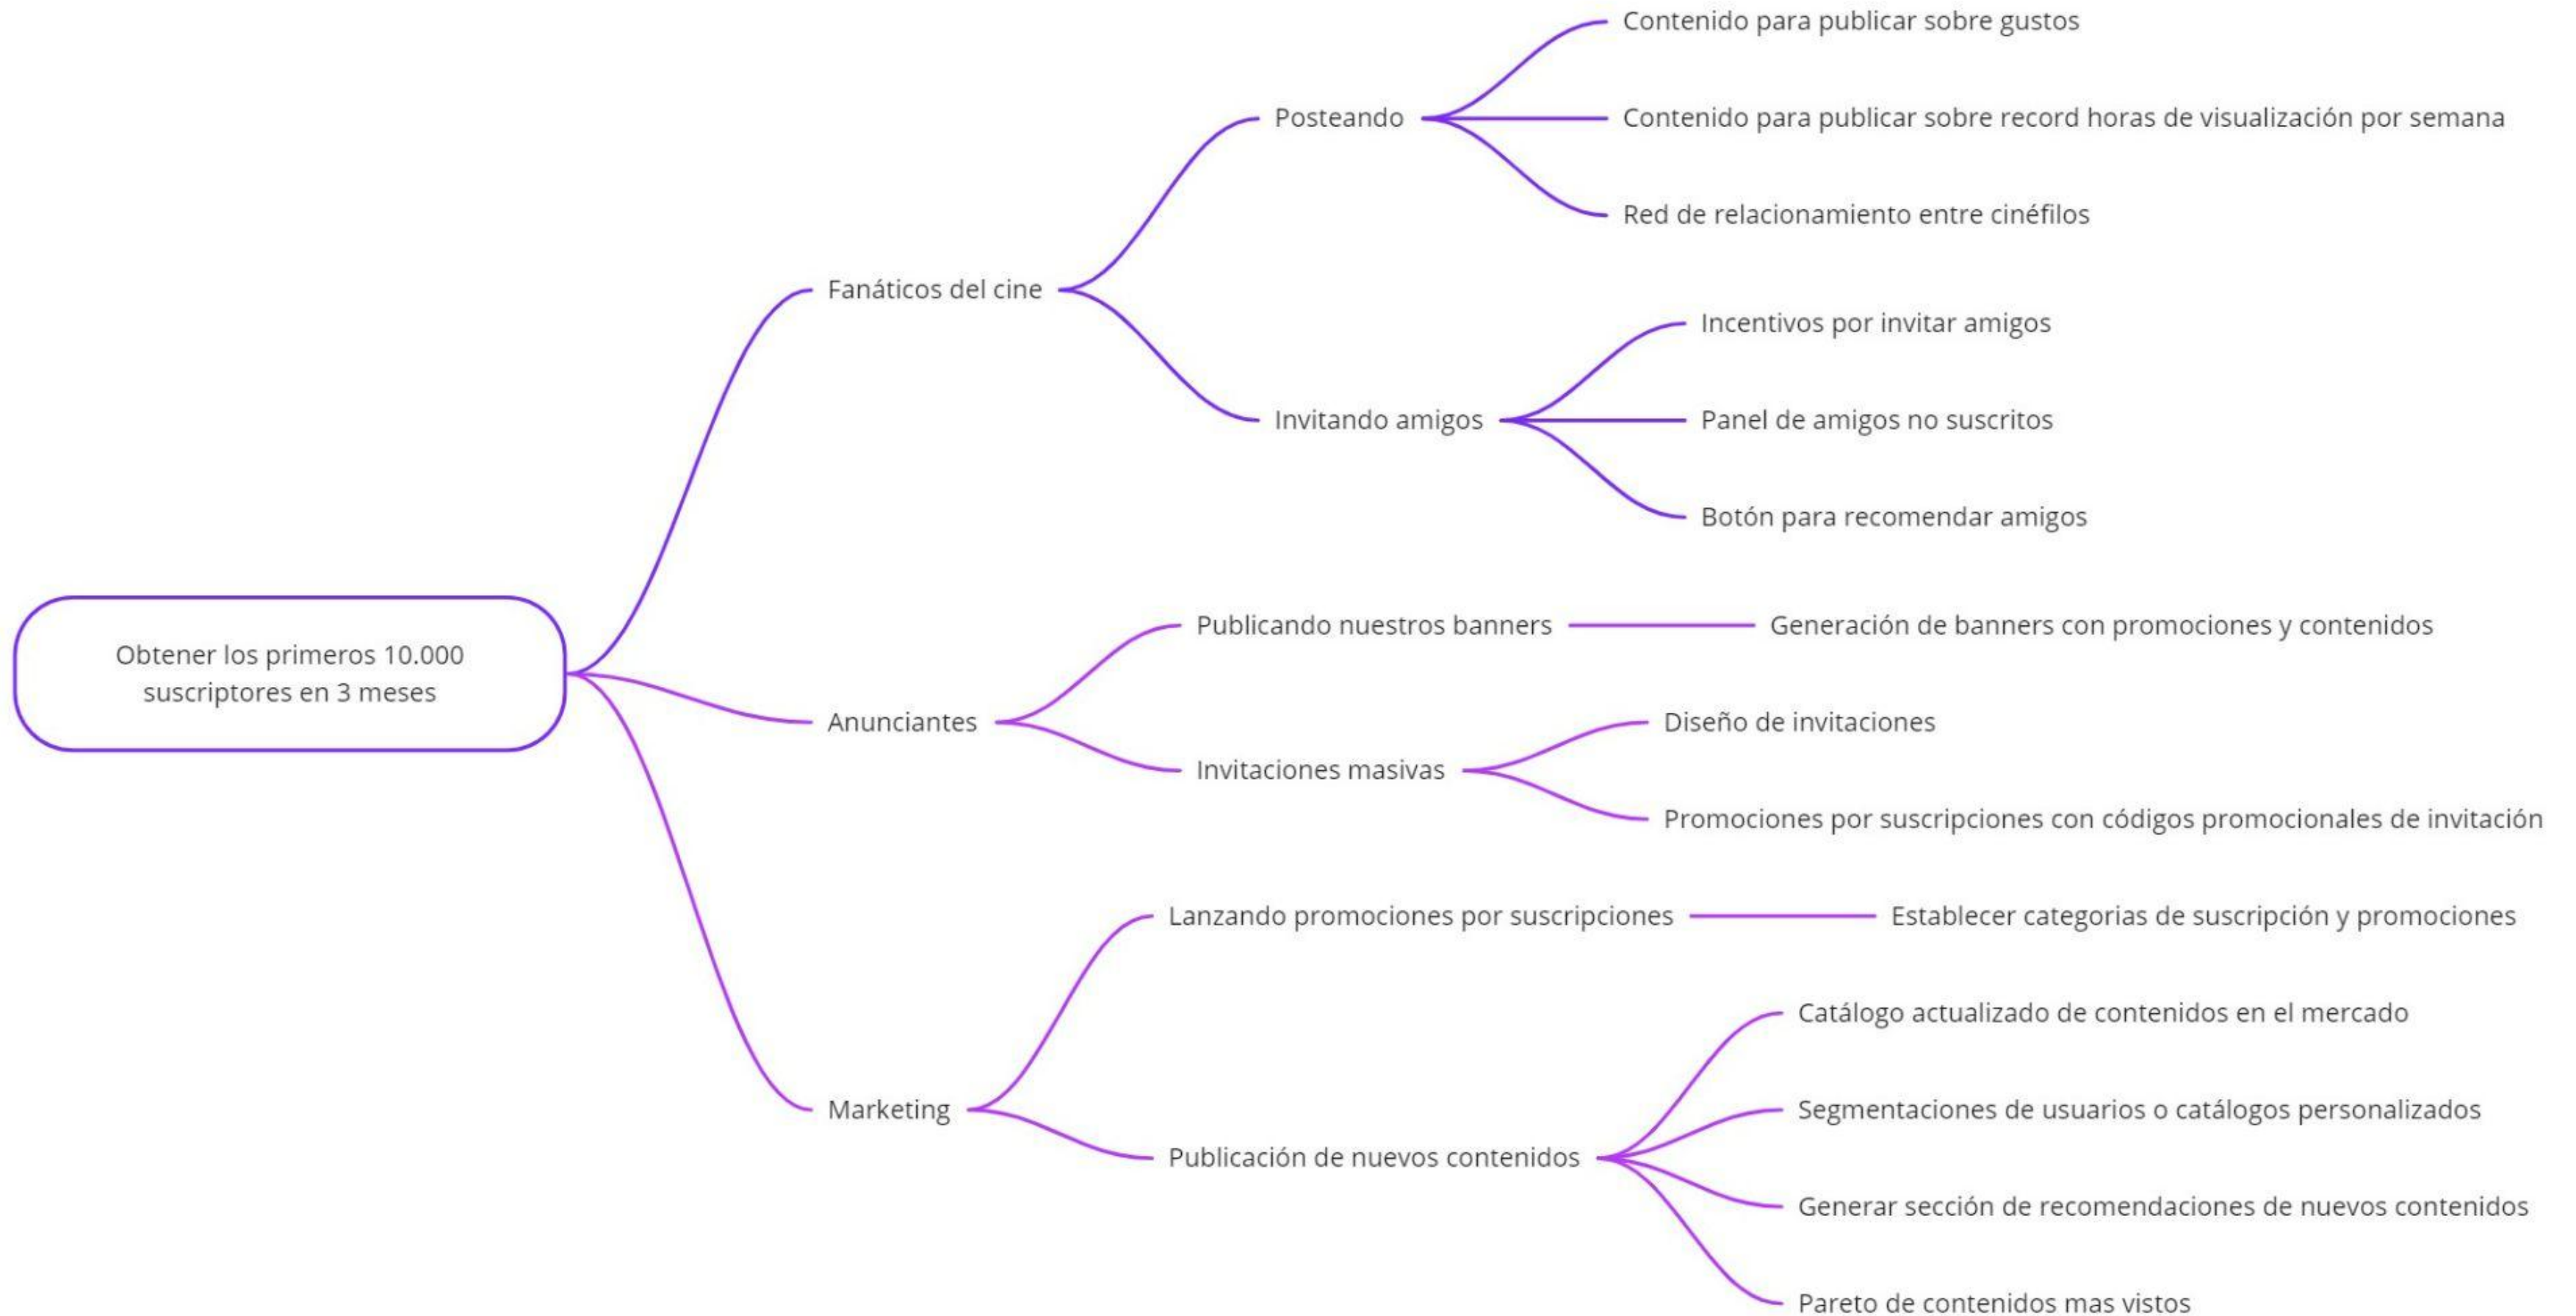 Contenido para publicar sobre gustos
Posteando
Contenido para publicar sobre record horas de visualización por semana
Red de relacionamiento entre cinéfilos
Fanáticos del cine
Incentivos por invitar amigos
Invitando amigos
Panel de amigos no suscritos
Botón para recomendar amigos
Obtener los primeros 10.000
suscriptores en 3 meses
Publicando nuestros banners
Generación de banners con promociones y contenidos
Anunciantes
Diseño de invitaciones
Invitaciones masivas
Promociones por suscripciones con códigos promocionales de invitación
Lanzando promociones por suscripciones
Establecer categorias de suscripción y promociones
Marketing
Catálogo actualizado de contenidos en el mercado
Segmentaciones de usuarios o catálogos personalizados
Publicación de nuevos contenidos
Generar sección de recomendaciones de nuevos contenidos
Pareto de contenidos mas vistos